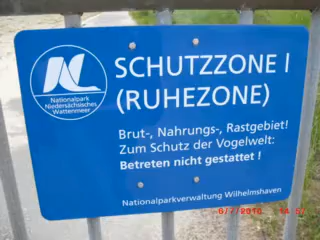 SCHUTZZONE I
(RUHEZONE)
Nationalpark
Niedersächsisches
Wattenmeer
Brut-, Nahrungs-, Rastgebiet!
Zum Schutz der Vogelwelt:
Betreten nicht gestattet !
Nationalparkverwaltung Wilhelmshaven